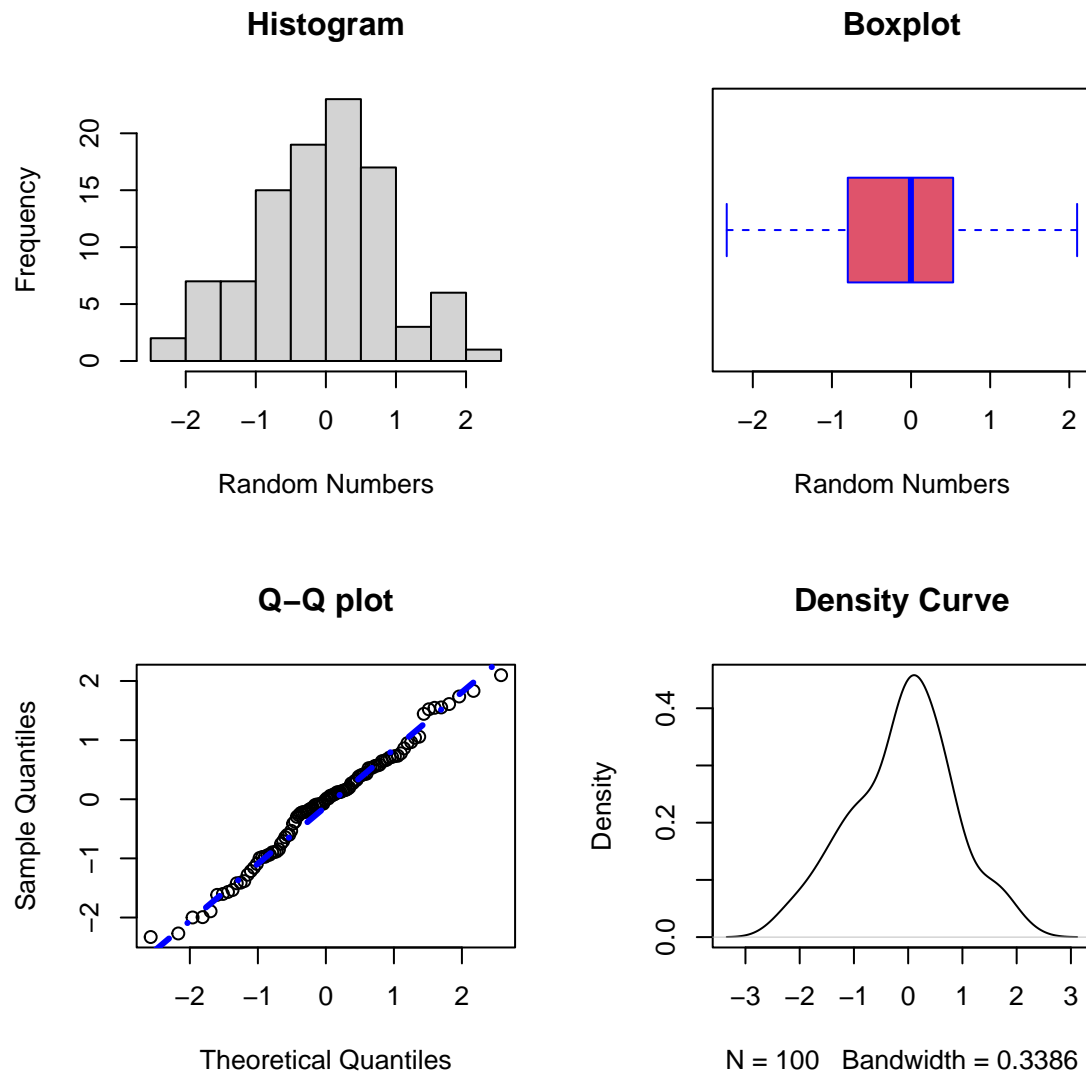 Histogram
Frequency
0 5 10 15 20
−2 −1 0 1 2
Random Numbers
Boxplot
−2 −1 0 1 2
Random Numbers
Q−Q plot
Sample Quantiles
−2 −1 0 1 2
−2 −1 0 1 2
Theoretical Quantiles
Density Curve
Density
0.0 0.2 0.4
−3 −2 −1 0 1 2 3
N = 100 Bandwidth = 0.3386